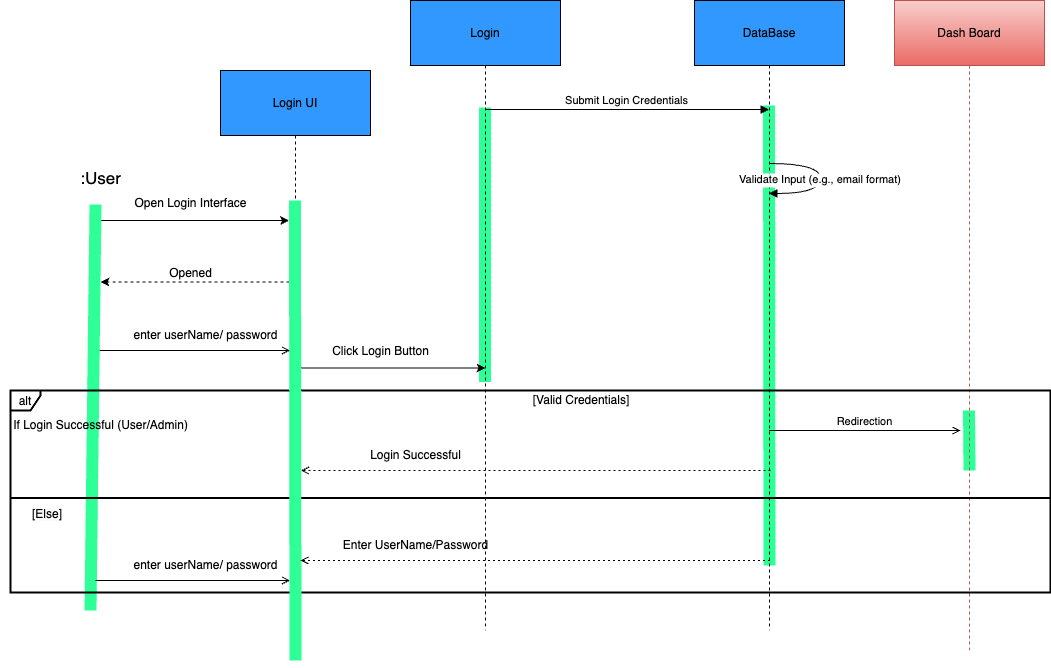 Login
DataBase
Dash Board
Login UI
Submit Login Credentials
:User
Validate Input (e.g., email format)
Open Login Interface
Opened
enter userName/ password
Click Login Button
alt
[Valid Credentials]
If Login Successful (User/Admin)
Redirection
Login Successful
[Else]
Enter UserName/Password
enter userName/ password